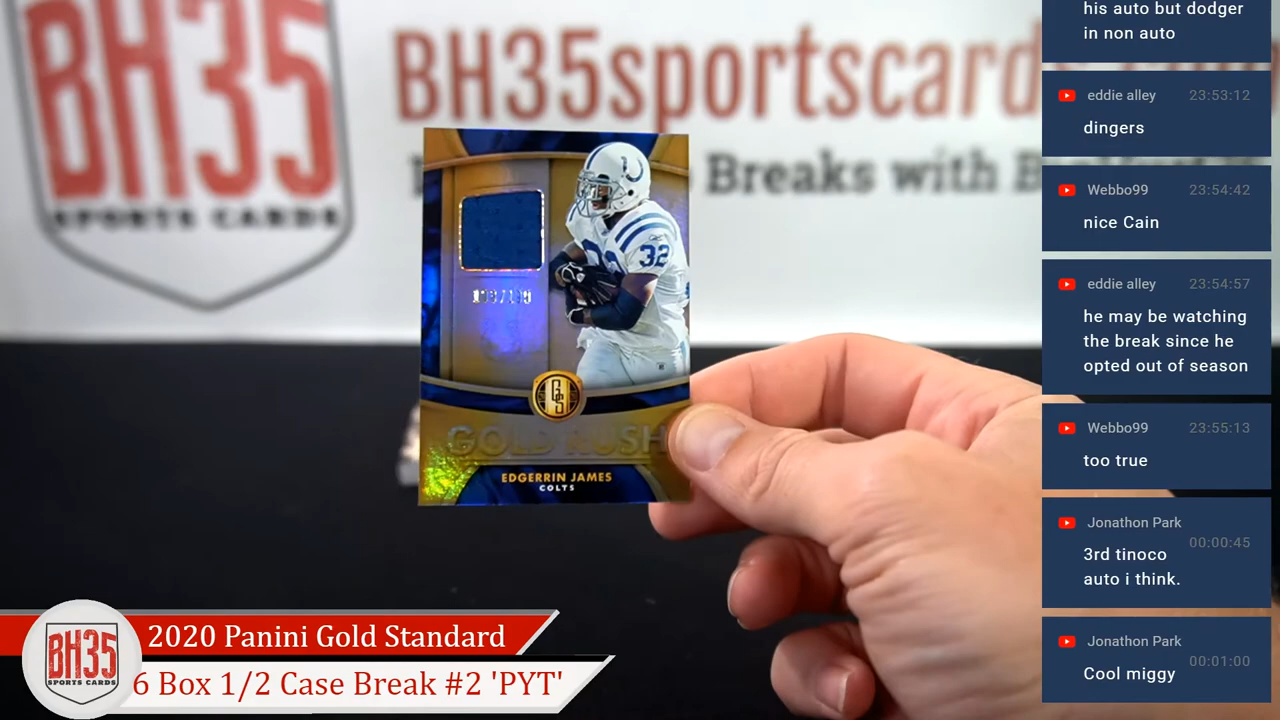 BH35
SPORTS CARDS
BH35sportscard
Breaks with B
32
GOLD RUSH
EDGERRIN JAMES
COLTS
GS
2020 Panini Gold Standard
6 Box 1/2 Case Break #2 'PYT'
BH35
SPORTS CARDS
his auto but dodger
in non auto
eddie alley 23:53:12
dingers
Webbo99 23:54:42
nice Cain
eddie alley 23:54:57
he may be watching
the break since he
opted out of season
Webbo99 23:55:13
too true
Jonathon Park 00:00:45
3rd tinoco
auto i think.
Jonathon Park 00:01:00
Cool miggy